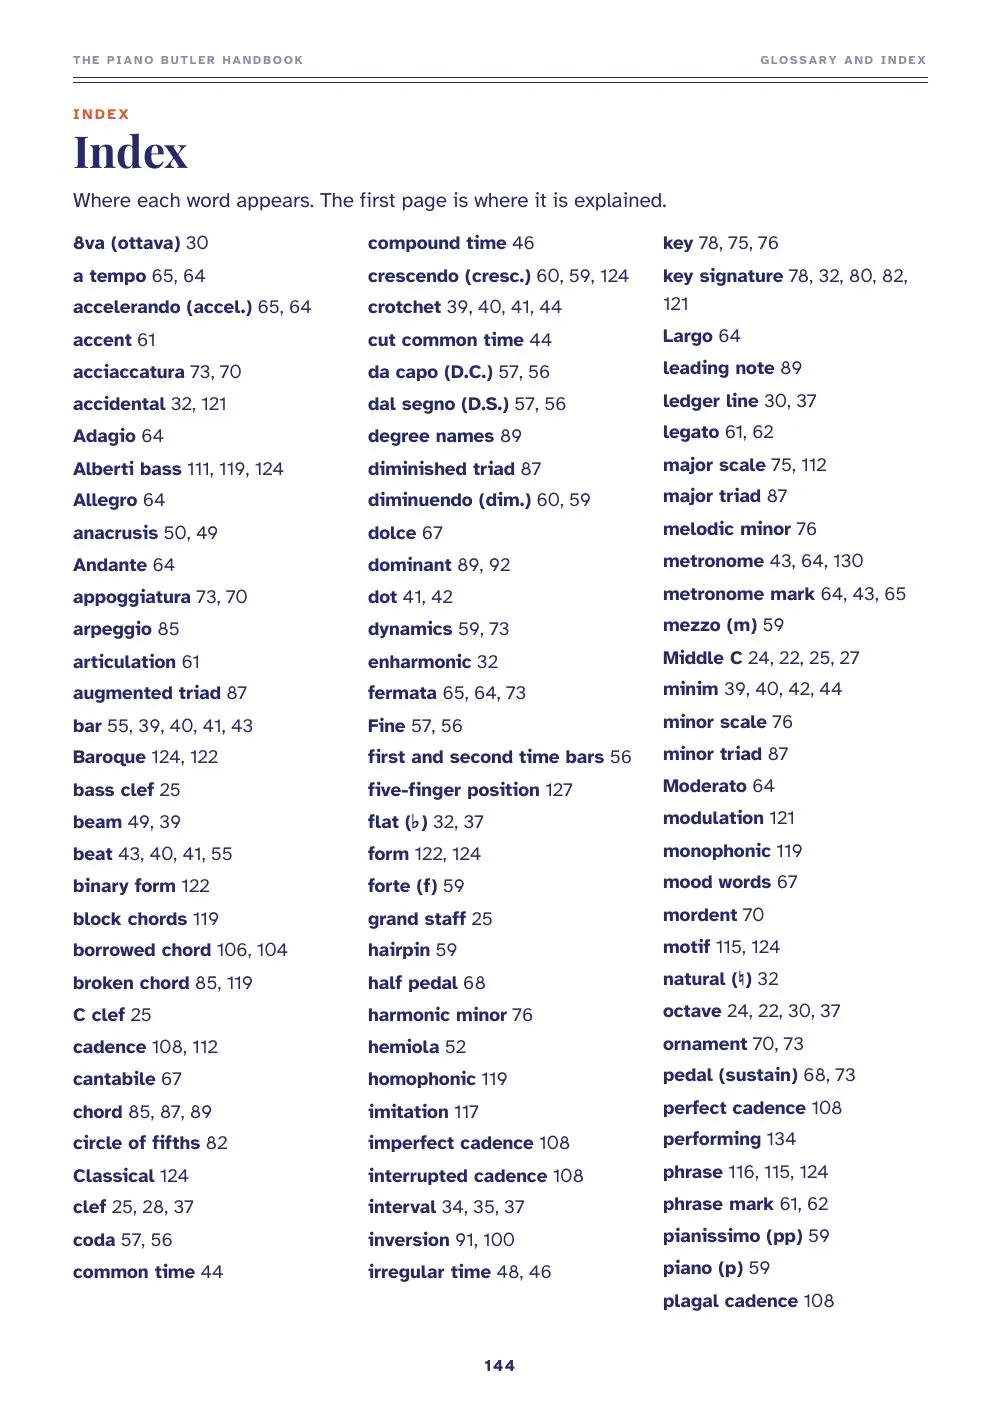 THE PIANO BUTLER HANDBOOK
GLOSSARY AND INDEX
INDEX
Index
Where each word appears. The first page is where it is explained.
8va (ottava) 30
a tempo 65, 64
accelerando (accel.) 65, 64
accent 61
acciaccatura 73, 70
accidental 32, 121
Adagio 64
Alberti bass 111, 119, 124
Allegro 64
anacrusis 50, 49
Andante 64
appoggiatura 73, 70
arpeggio 85
articulation 61
augmented triad 87
bar 55, 39, 40, 41, 43
Baroque 124, 122
bass clef 25
beam 49, 39
beat 43, 40, 41, 55
binary form 122
block chords 119
borrowed chord 106, 104
broken chord 85, 119
C clef 25
cadence 108, 112
cantabile 67
chord 85, 87, 89
circle of fifths 82
Classical 124
clef 25, 28, 37
coda 57, 56
common time 44
compound time 46
crescendo (cresc.) 60, 59, 124
crotchet 39, 40, 41, 44
cut common time 44
da capo (D.C.) 57, 56
dal segno (D.S.) 57, 56
degree names 89
diminished triad 87
diminuendo (dim.) 60, 59
dolce 67
dominant 89, 92
dot 41, 42
dynamics 59, 73
enharmonic 32
fermata 65, 64, 73
Fine 57, 56
first and second time bars 56
five-finger position 127
flat (♭) 32, 37
form 122, 124
forte (f) 59
grand staff 25
hairpin 59
half pedal 68
harmonic minor 76
hemiola 52
homophonic 119
imitation 117
imperfect cadence 108
interrupted cadence 108
interval 34, 35, 37
inversion 91, 100
irregular time 48, 46
key 78, 75, 76
key signature 78, 32, 80, 82,
121
Largo 64
leading note 89
ledger line 30, 37
legato 61, 62
major scale 75, 112
major triad 87
melodic minor 76
metronome 43, 64, 130
metronome mark 64, 43, 65
mezzo (m) 59
Middle C 24, 22, 25, 27
minim 39, 40, 42, 44
minor scale 76
minor triad 87
Moderato 64
modulation 121
monophonic 119
mood words 67
mordent 70
motif 115, 124
natural (♮) 32
octave 24, 22, 30, 37
ornament 70, 73
pedal (sustain) 68, 73
perfect cadence 108
performing 134
phrase 116, 115, 124
phrase mark 61, 62
pianissimo (pp) 59
piano (p) 59
plagal cadence 108
144